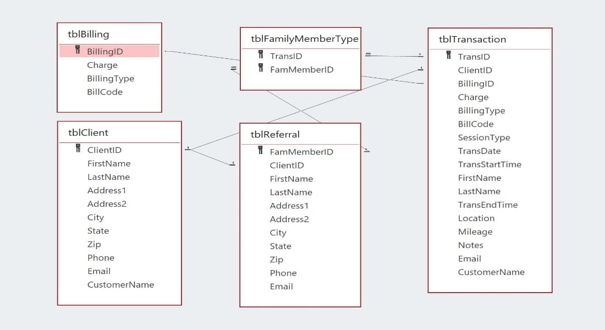 tblBilling
BillingID
Charge
BillingType
BillCode
tblFamilyMemberType
TransID
FamMemberID
tblTransaction
TransID
ClientID
BillingID
Charge
BillingType
BillCode
SessionType
TransDate
TransStartTime
FirstName
LastName
TransEndTime
Location
Mileage
Notes
Email
CustomerName
tblClient
ClientID
FirstName
LastName
Address1
Address2
City
State
Zip
Phone
Email
CustomerName
tblReferral
FamMemberID
ClientID
FirstName
LastName
Address1
Address2
City
State
Zip
Phone
Email